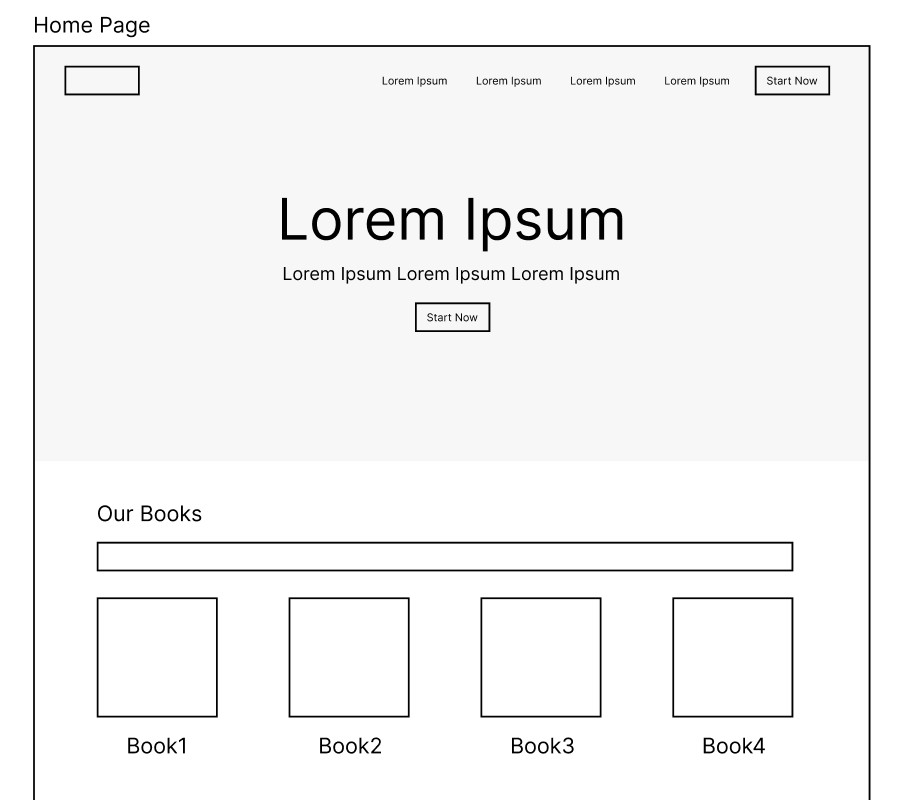 Home Page
Lorem Ipsum Lorem Ipsum Lorem Ipsum Lorem Ipsum Start Now
Lorem Ipsum
Lorem Ipsum Lorem Ipsum Lorem Ipsum
Start Now
Our Books
Book1 Book2 Book3 Book4